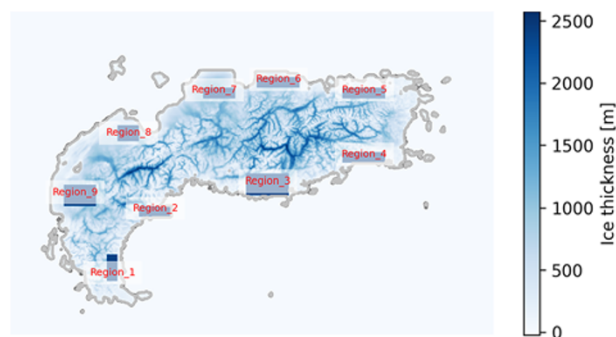 Region_6
Region_7
Region_5
Region_8
Region_4
Region_3
Region_9
Region_2
Region_1
2500
2000
1500
1000
500
0
Ice thickness [m]